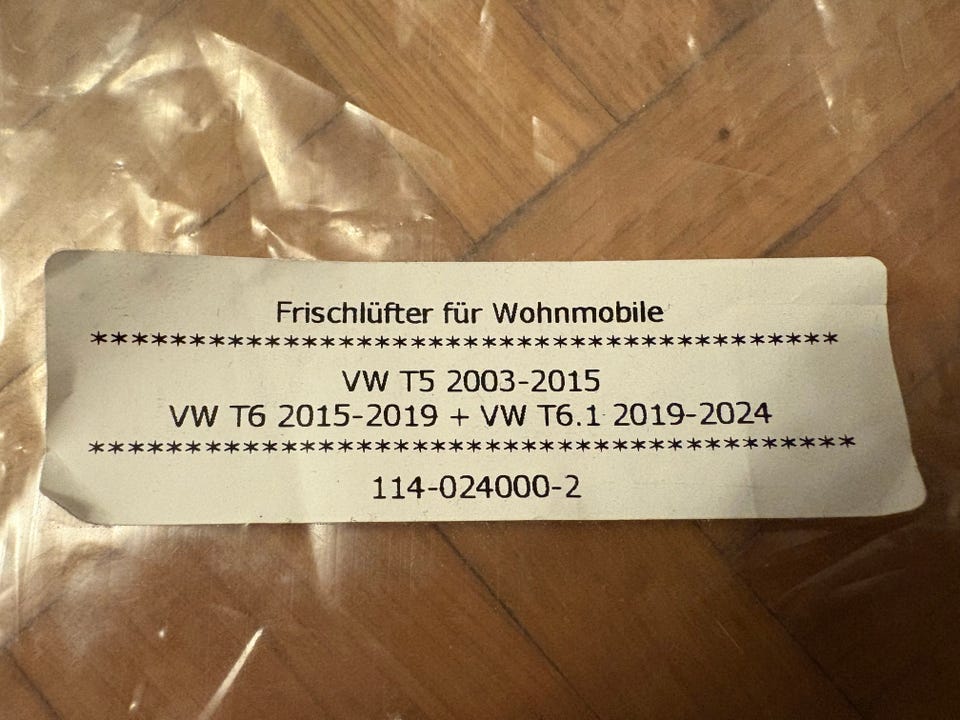 Frischlüfter für Wohnmobile
***************************************
VW T5 2003-2015
VW T6 2015-2019 + VW T6.1 2019-2024
****************************************
114-024000-2